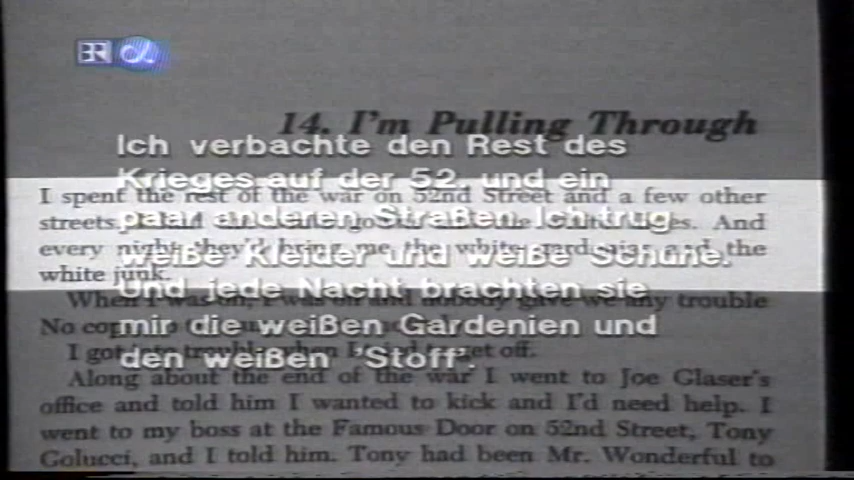 BR α
14. I'm Pulling Through
Ich verbachte den Rest des
Krieges auf der 52. und ein
paar anderen Straßen. Ich trug
weiße Kleider und weiße Schuhe.
Und jede Nacht brachten sie
mir die weißen Gardenien und
den weißen 'Stoff'.
I spent the rest of the war on 52nd Street and a few other
streets. And
every night they'd bring me the white gardenias and the
white junk.
When I was on, I was on and nobody gave me any trouble
No cop
I got into trouble when I tried to get off.
Along about the end of the war I went to Joe Glaser's
office and told him I wanted to kick and I'd need help. I
went to my boss at the Famous Door on 52nd Street, Tony
Golucci, and I told him. Tony had been Mr. Wonderful to